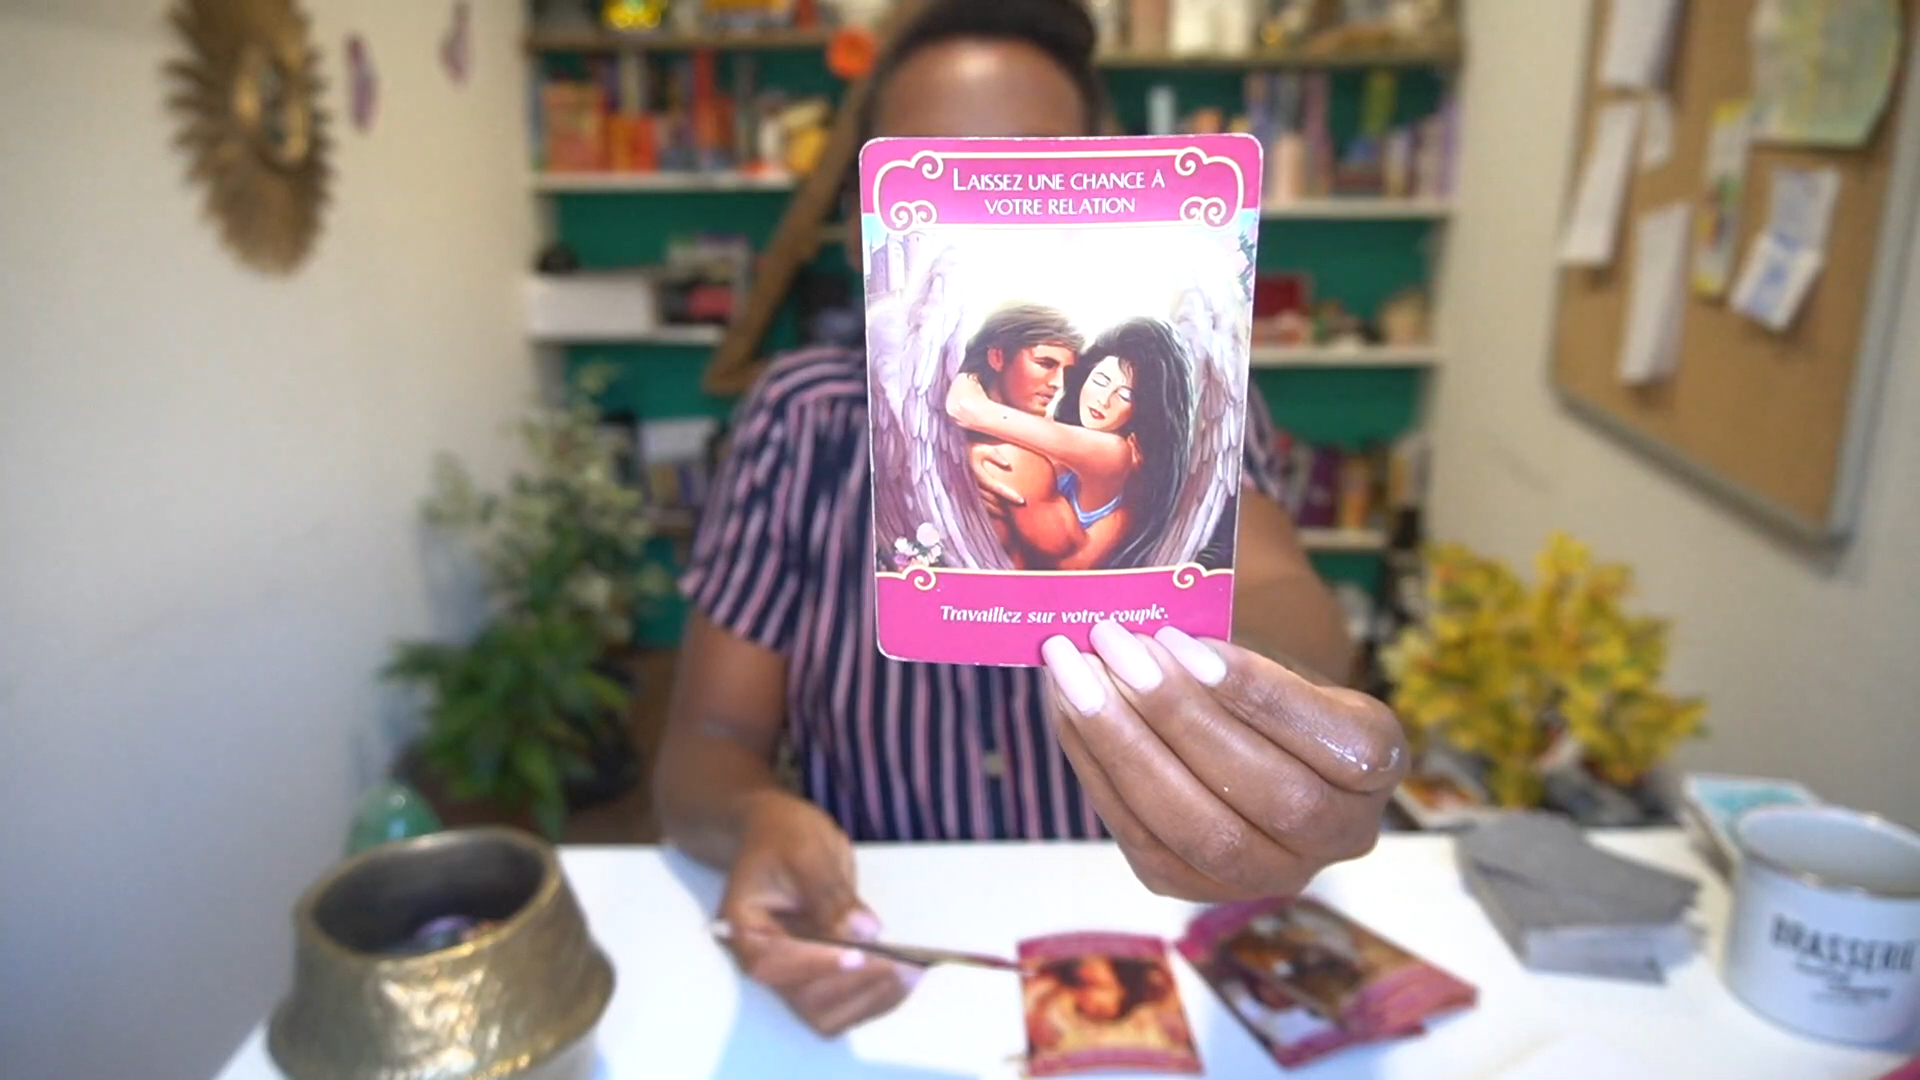 LAISSEZ UNE CHANCE À
VOTRE RELATION
Travaillez sur votre couple.
BRASSERIE